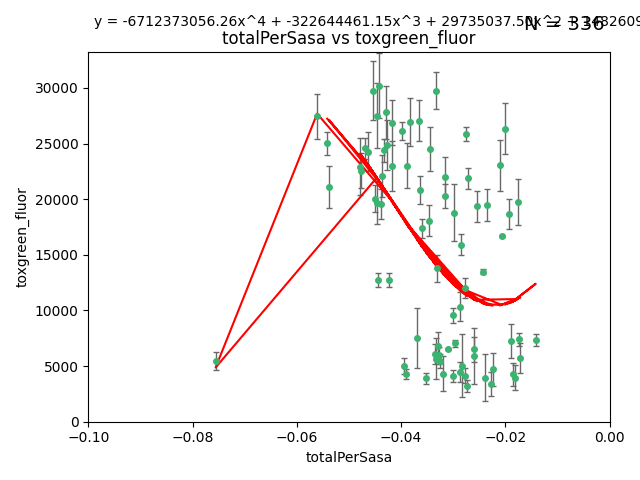 y = -6712373056.26x^4 + -322644461.15x^3 + 29735037.50x^2 +
N = 336
totalPerSasa vs toxgreen_fluor
30000
25000
20000
15000
10000
5000
0
toxgreen_fluor
−0.10 −0.08 −0.06 −0.04 −0.02 0.00
totalPerSasa